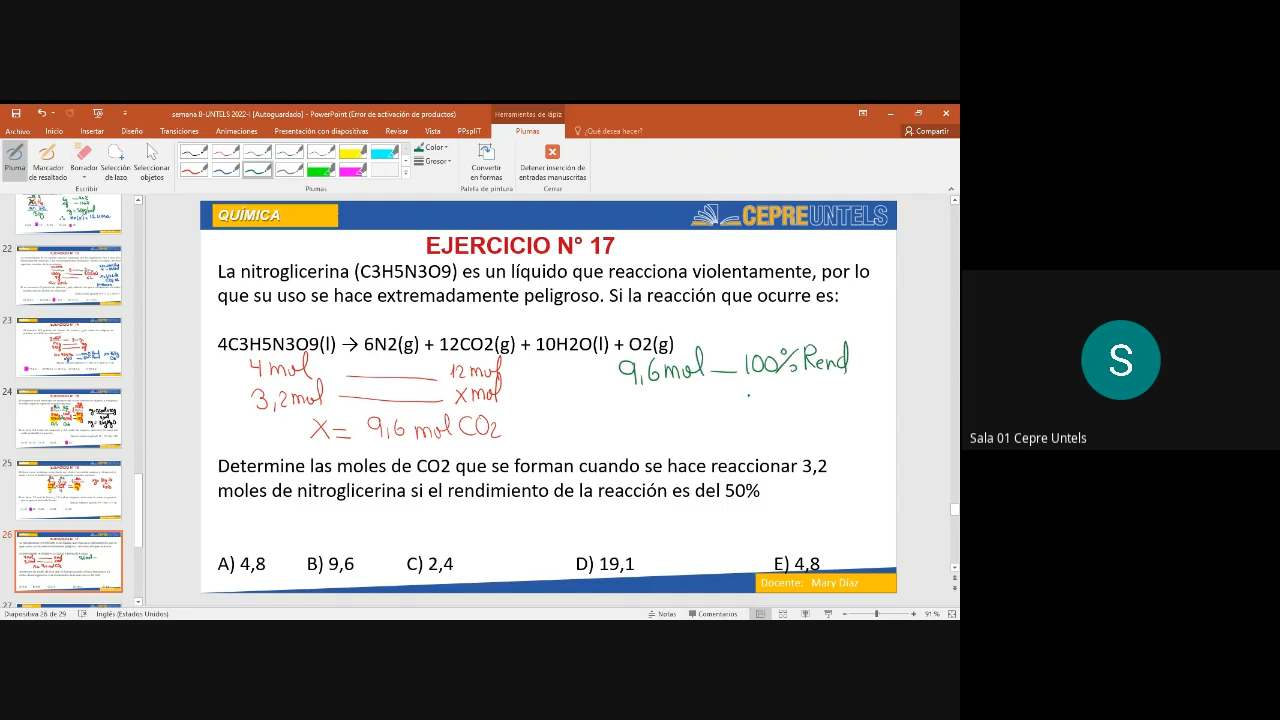 semana 8-UNTELS 2022-I [Autoguardado] - PowerPoint (Error de activación de productos)
Herramientas de lápiz
Archivo Inicio Insertar Diseño Transiciones Animaciones Presentación con diapositivas Revisar Vista PPspliT Plumas ¿Qué desea hacer? Compartir
Pluma
Marcador de resaltado
Borrador
Selección de lazo
Seleccionar objetos
Color
Grosor
Convertir en formas
Detener inserción de entradas manuscritas
Escribir Plumas Paleta de pintura Cerrar
22
23
24
25
26
27
QUÍMICA
CEPREUNTELS
EJERCICIO N° 17
La nitroglicerina (C3H5N3O9) es un líquido que reacciona violentamente, por lo
que su uso se hace extremadamente peligroso. Si la reacción que ocurre es:
4C3H5N3O9(l) → 6N2(g) + 12CO2(g) + 10H2O(l) + O2(g)
4 mol —— 12 mol
9,6 mol — 100% Rend
3,2 mol —— X mol
X = 9,6 mol CO2
Determina las moles de CO2 que se forman cuando se hace reaccionar 3,2
moles de nitroglicerina si el rendimiento de la reacción es del 50%
A) 4,8 B) 9,6 C) 2,4 D) 19,1 E) 4,8
Docente: Mary Díaz
Diapositiva 26 de 29 Inglés (Estados Unidos) Notas Comentarios 91 %
S
Sala 01 Cepre Untels